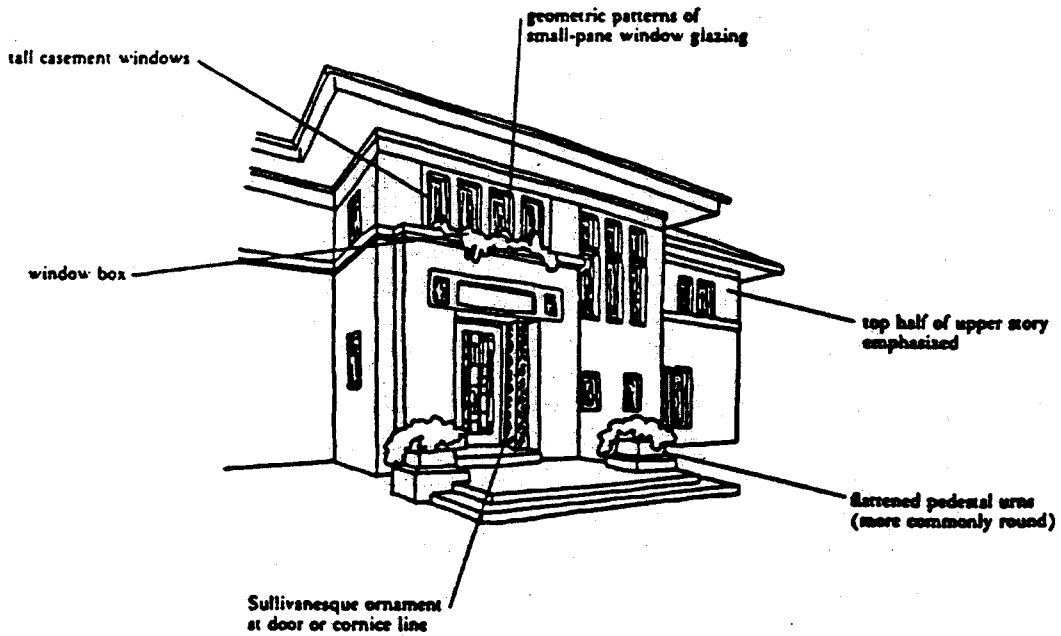 geometric patterns of
small-pane window glazing
tall casement windows
window box
top half of upper story
emphasized
flattened pedestal urns
(more commonly round)
Sullivanesque ornament
at door or cornice line